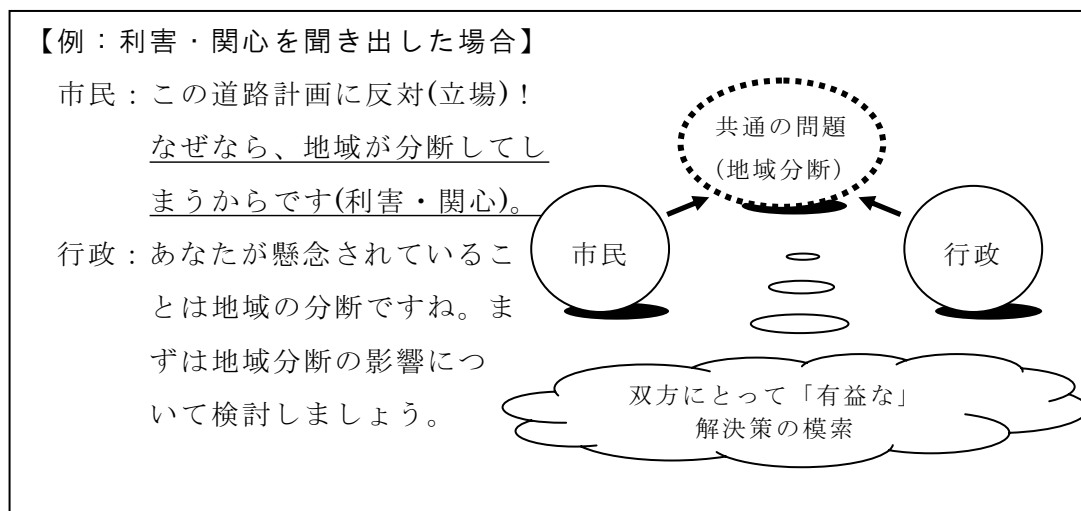 【例：利害・関心を聞き出した場合】
市民：この道路計画に反対(立場)！
なぜなら、地域が分断してし
まうからです(利害・関心)。
行政：あなたが懸念されているこ
とは地域の分断ですね。ま
ずは地域分断の影響につ
いて検討しましょう。
共通の問題
(地域分断)
市民
行政
双方にとって「有益な」
解決策の模索